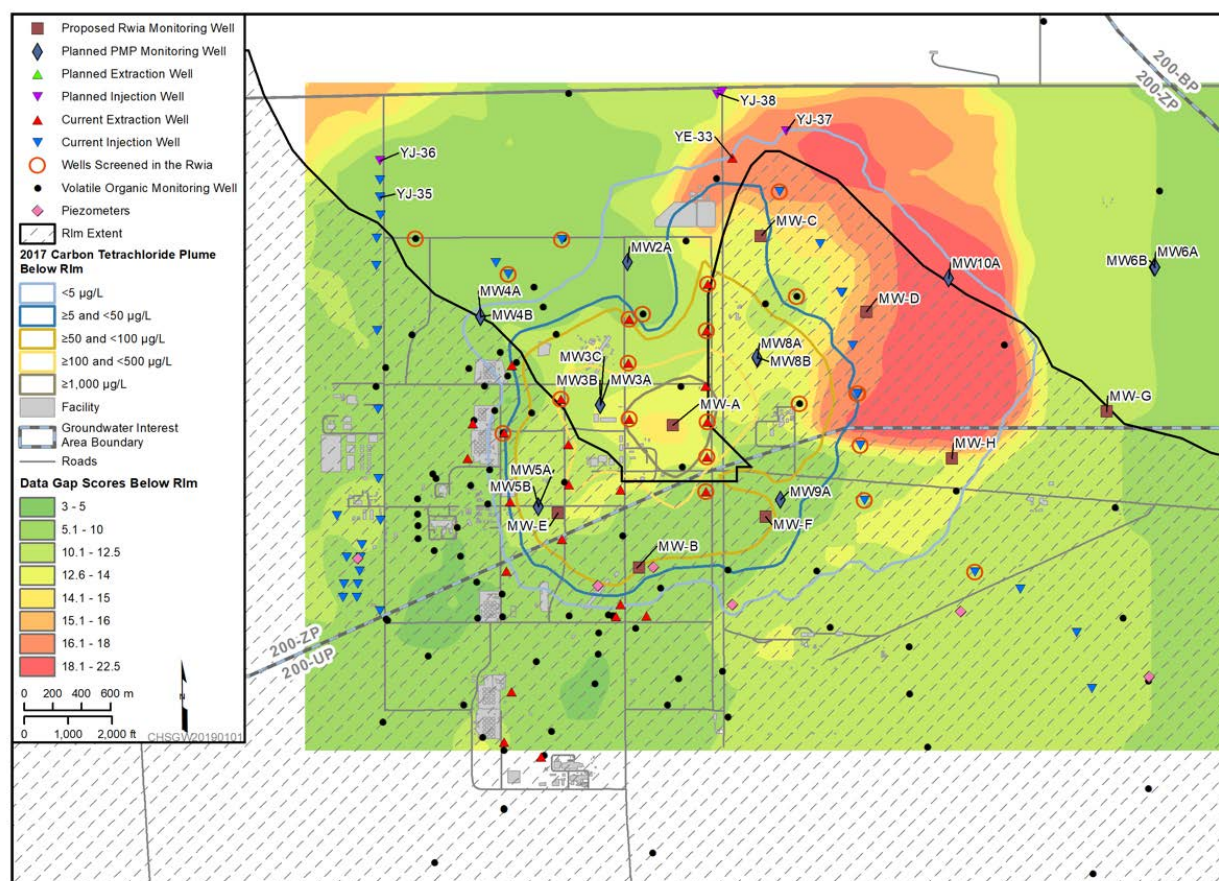 Proposed Rwia Monitoring Well
Planned PMP Monitoring Well
Planned Extraction Well
Planned Injection Well
Current Extraction Well
Current Injection Well
Wells Screened in the Rwia
Volatile Organic Monitoring Well
Piezometers
Rlm Extent
2017 Carbon Tetrachloride Plume
Below Rlm
<5 µg/L
≥5 and <50 µg/L
≥50 and <100 µg/L
≥100 and <500 µg/L
≥1,000 µg/L
Facility
Groundwater Interest
Area Boundary
Roads
Data Gap Scores Below Rlm
3 - 5
5.1 - 10
10.1 - 12.5
12.6 - 14
14.1 - 15
15.1 - 16
16.1 - 18
18.1 - 22.5
0 200 400 600 m
0 1,000 2,000 ft
N
CHSGW20190101
200-BP
200-ZP
YJ-38
YJ-37
YE-33
YJ-36
YJ-35
MW-C
MW2A
MW6A
MW6B
MW10A
MW-D
MW4A
MW4B
MW8A
MW8B
MW3C
MW3B
MW3A
MW-A
MW-G
MW-H
MW5A
MW5B
MW9A
MW-E
MW-F
MW-B
200-ZP
200-UP